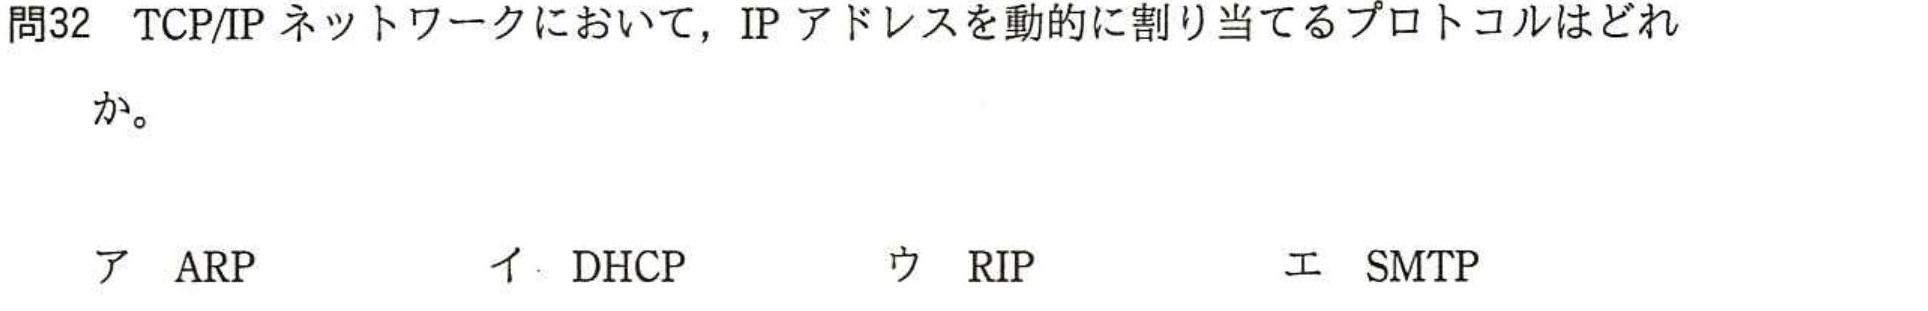 問32　TCP/IP ネットワークにおいて，IP アドレスを動的に割り当てるプロトコルはどれ
か。
ア　ARP　イ　DHCP　ウ　RIP　エ　SMTP